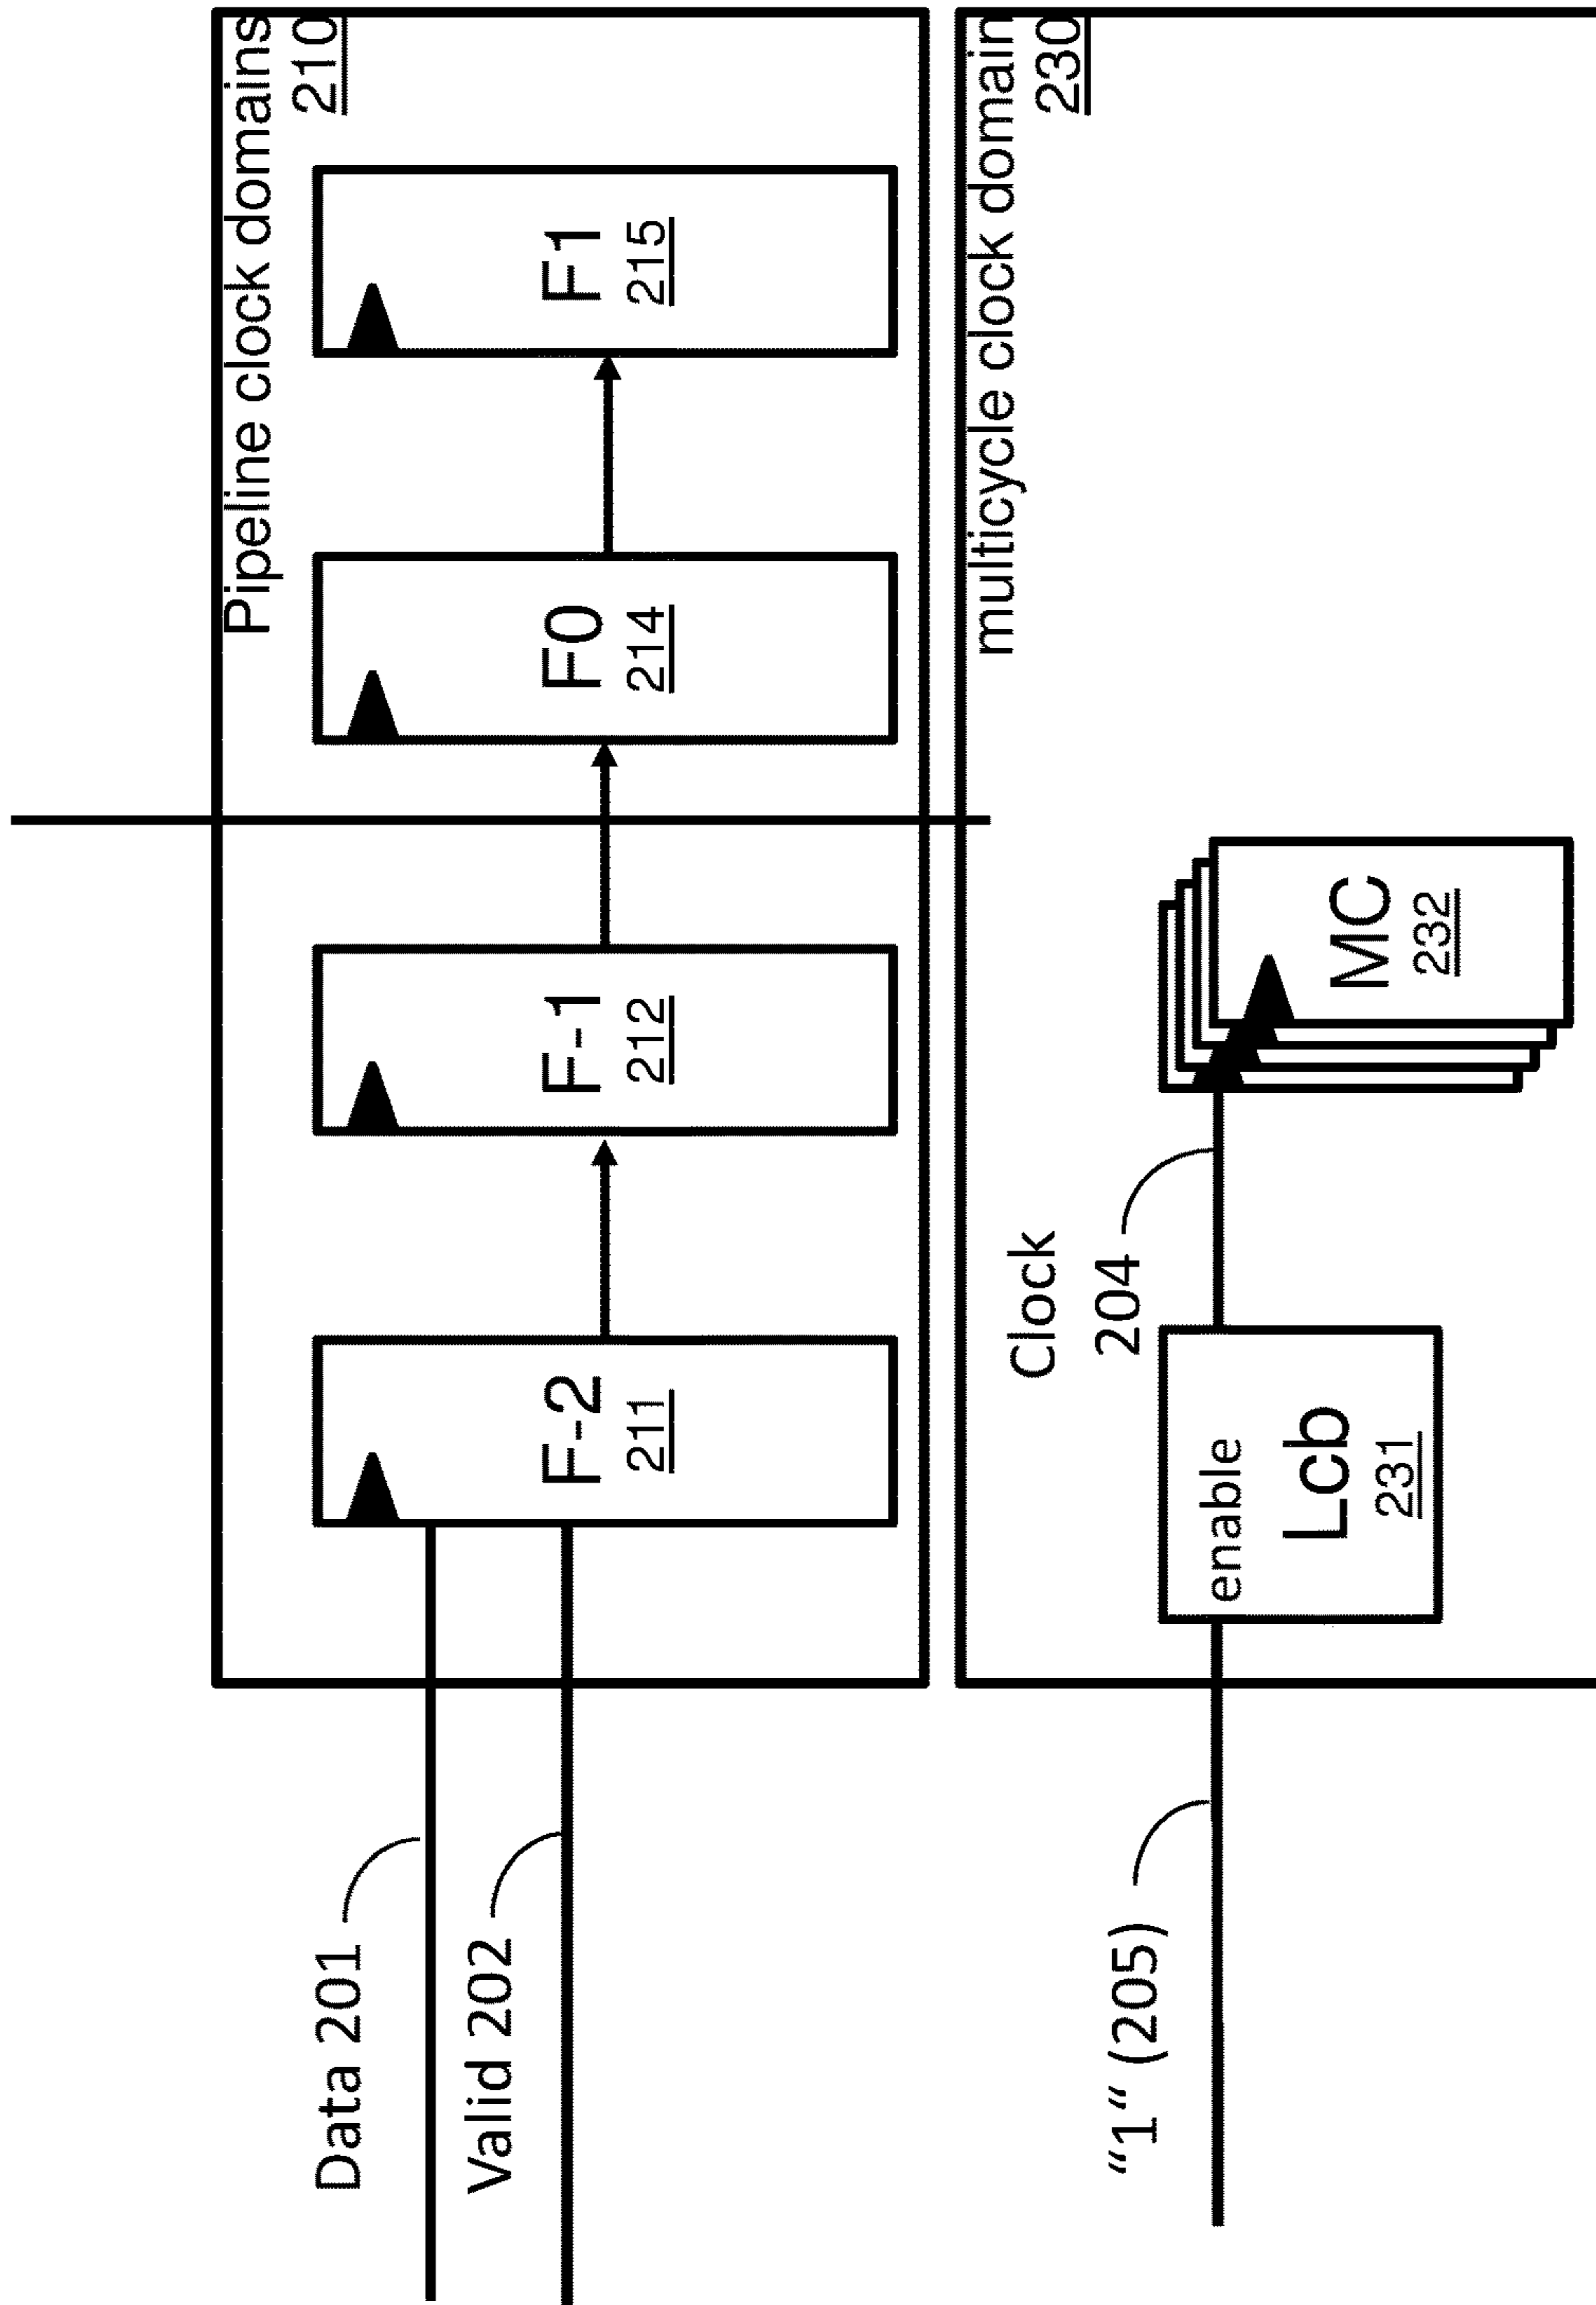 Pipeline clock domains
210
Data 201
Valid 202
F-2
211
F-1
212
F0
214
F1
215
multicycle clock domain
230
"1" (205)
enable
Lcb
231
Clock
204
MC
232